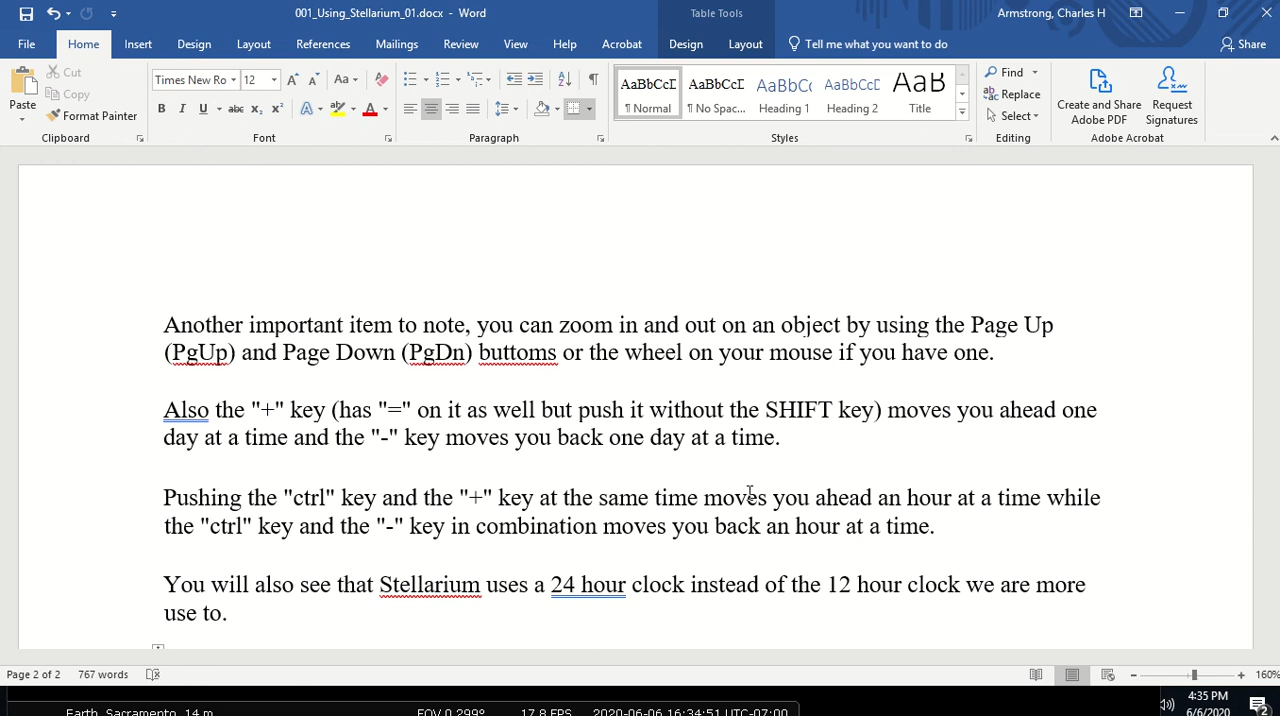 001_Using_Stellarium_01.docx - Word
Table Tools
Armstrong, Charles H
File Home Insert Design Layout References Mailings Review View Help Acrobat Design Layout Tell me what you want to do Share
Paste
Cut
Copy
Format Painter
Clipboard
Times New Ro 12
Font
Paragraph
AaBbCcI AaBbCcI AaBbCc AaBbCcD AaBb
¶ Normal ¶ No Spac... Heading 1 Heading 2 Title
Styles
Find
Replace
Select
Editing
Create and Share
Adobe PDF
Request
Signatures
Adobe Acrobat
Another important item to note, you can zoom in and out on an object by using the Page Up
(PgUp) and Page Down (PgDn) buttoms or the wheel on your mouse if you have one.
Also the "+" key (has "=" on it as well but push it without the SHIFT key) moves you ahead one
day at a time and the "-" key moves you back one day at a time.
Pushing the "ctrl" key and the "+" key at the same time moves you ahead an hour at a time while
the "ctrl" key and the "-" key in combination moves you back an hour at a time.
You will also see that Stellarium uses a 24 hour clock instead of the 12 hour clock we are more
use to.
Page 2 of 2 767 words 160%
Earth, Sacramento, 14 m FOV 0.299° 17.8 FPS 2020-06-06 16:34:51 UTC-07:00
4:35 PM
6/6/2020
2